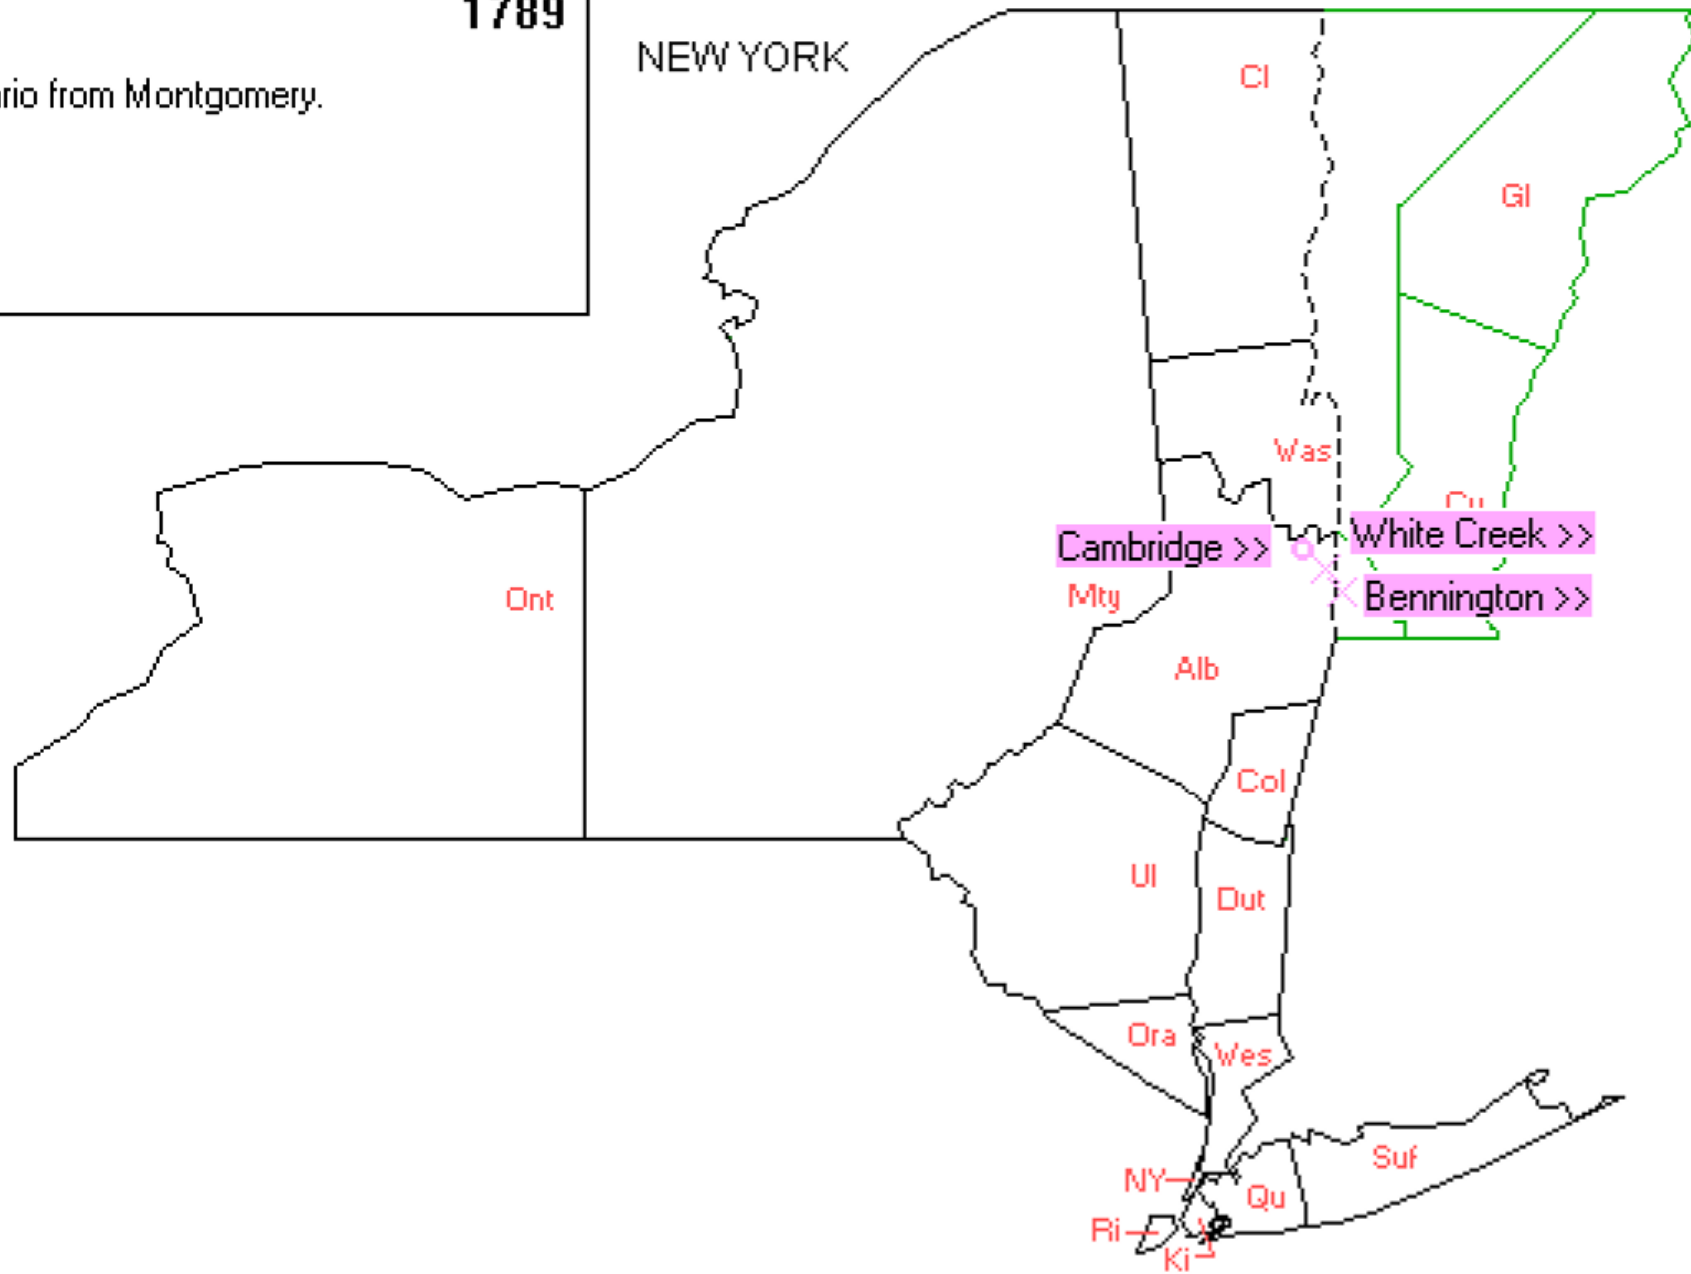 1789
NEW YORK
rio from Montgomery.
Cl
Gl
Was
Cu
White Creek >>
Cambridge >>
Bennington >>
Ont
Mty
Alb
Col
Ul
Dut
Ora
Wes
Suf
NY
Qu
Ri
Ki